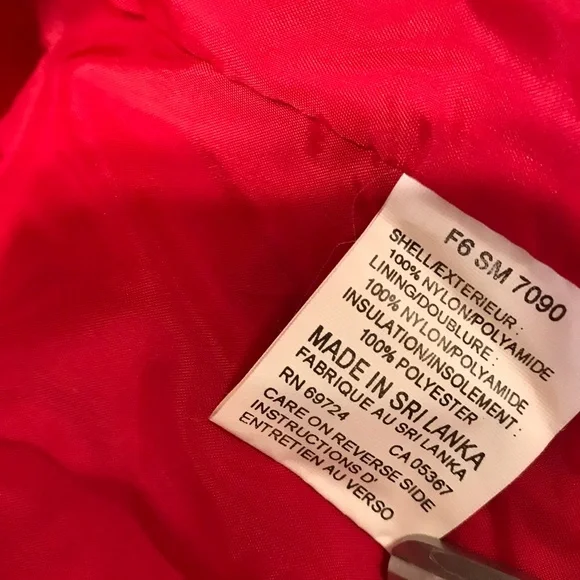 F6 SM 7090
SHELL/EXTERIEUR :
100% NYLON/POLYAMIDE
LINING/DOUBLURE :
100% NYLON/POLYAMIDE
INSULATION/INSOLEMENT :
100% POLYESTER
MADE IN SRI LANKA
FABRIQUE AU SRI LANKA
RN 69724 CA 05367
CARE ON REVERSE SIDE
INSTRUCTIONS D'
ENTRETIEN AU VERSO